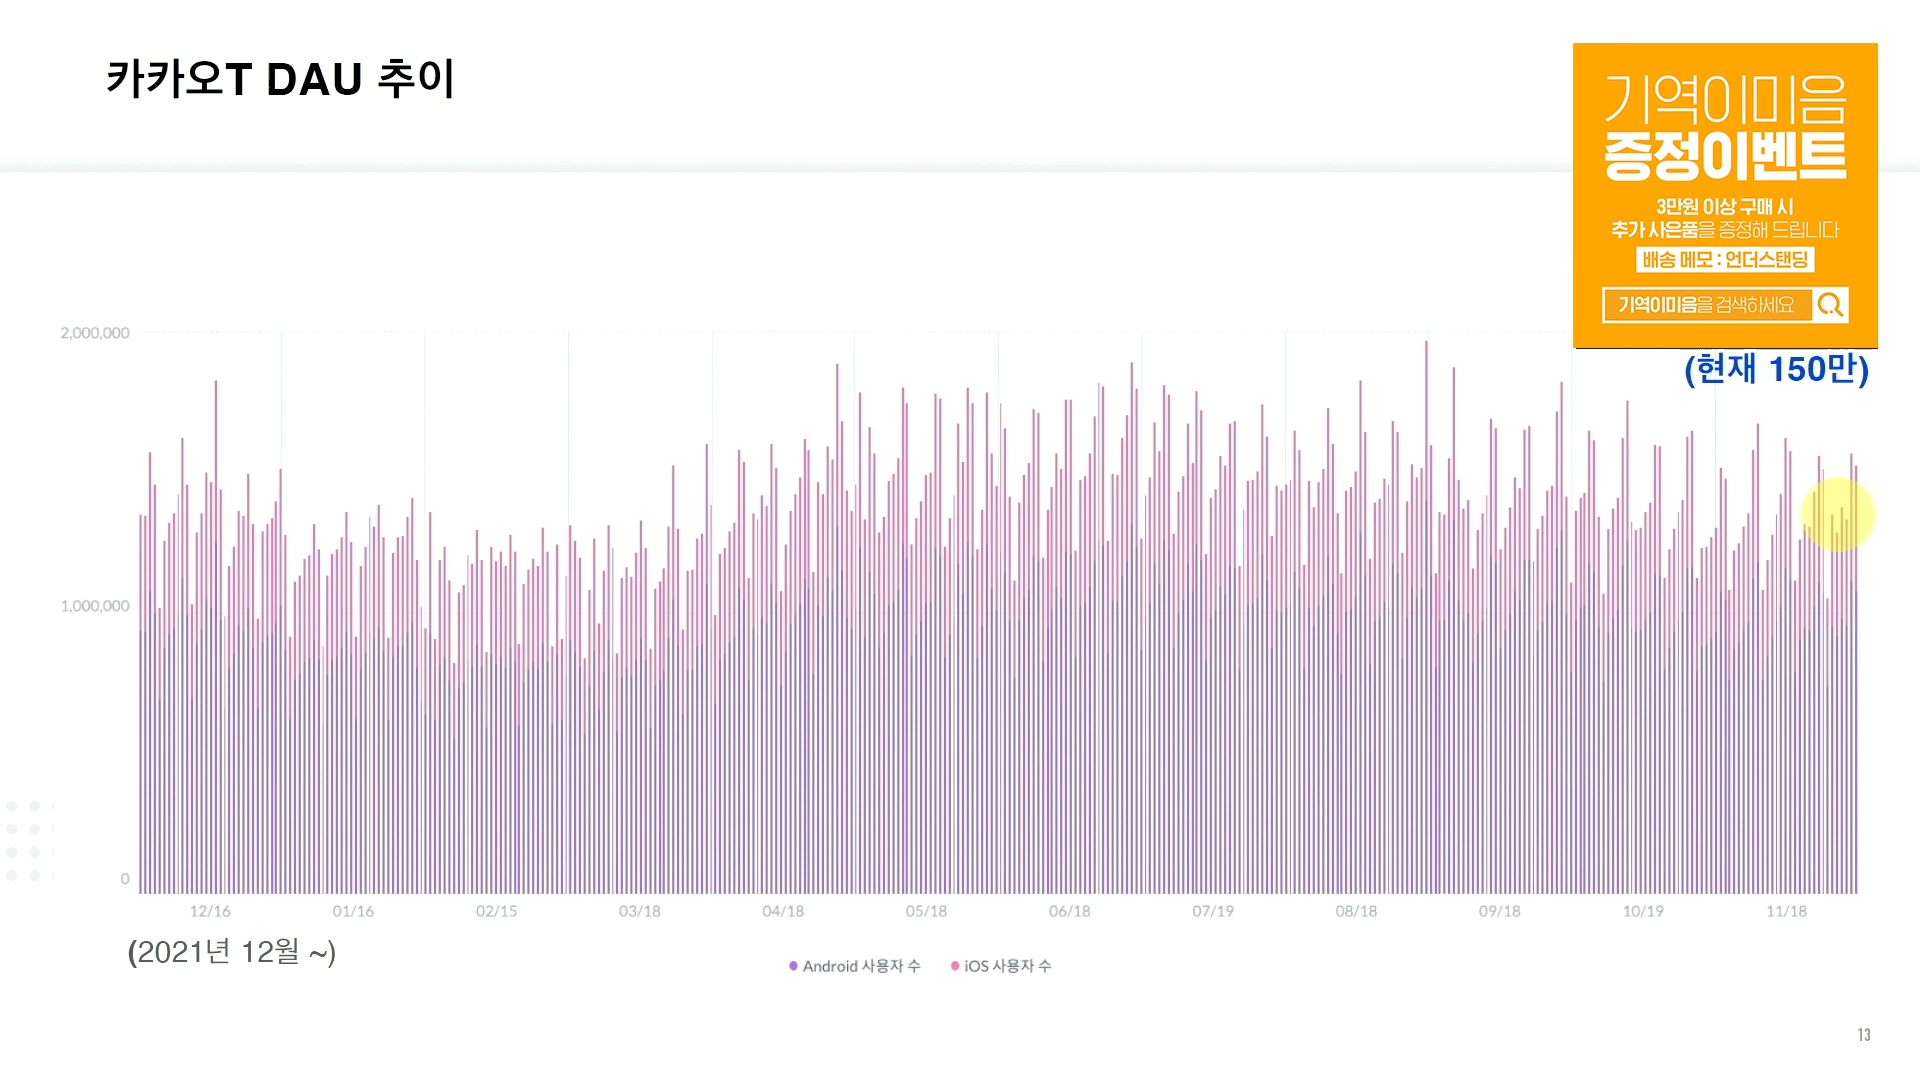 카카오T DAU 추이
기역이미음
증정이벤트
3만원 이상 구매 시
추가 사은품을 증정해 드립니다
배송 메모 : 언더스탠딩
기역이미음을 검색하세요
(현재 150만)
2,000,000
1,000,000
0
12/16 01/16 02/15 03/18 04/18 05/18 06/18 07/19 08/18 09/18 10/19 11/18
(2021년 12월 ~)
Android 사용자 수 iOS 사용자 수
13